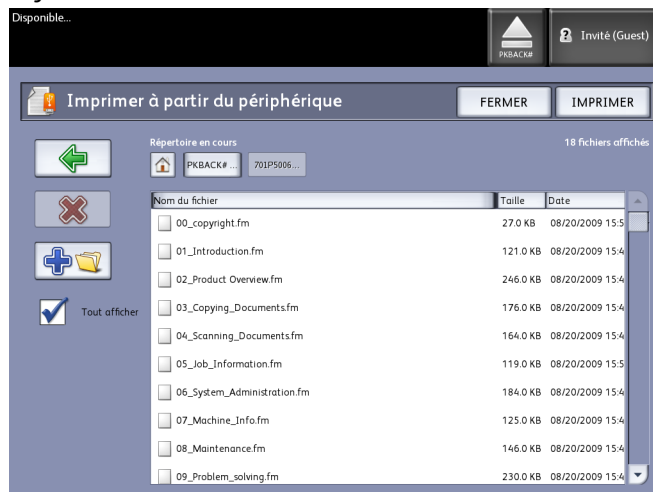 Disponible...
PKBACK#
Invité (Guest)
Imprimer à partir du périphérique
FERMER
IMPRIMER
Répertoire en cours
18 fichiers affichés
PKBACK# ...
701P5006...
Nom du fichier Taille Date
00_copyright.fm 27.0 KB 08/20/2009 15:5
01_Introduction.fm 121.0 KB 08/20/2009 15:4
02_Product Overview.fm 246.0 KB 08/20/2009 15:4
Tout afficher
03_Copying_Documents.fm 176.0 KB 08/20/2009 15:4
04_Scanning_Documents.fm 164.0 KB 08/20/2009 15:4
05_Job_Information.fm 119.0 KB 08/20/2009 15:5
06_System_Administration.fm 184.0 KB 08/20/2009 15:4
07_Machine_Info.fm 125.0 KB 08/20/2009 15:4
08_Maintenance.fm 146.0 KB 08/20/2009 15:4
09_Problem_solving.fm 230.0 KB 08/20/2009 15:4